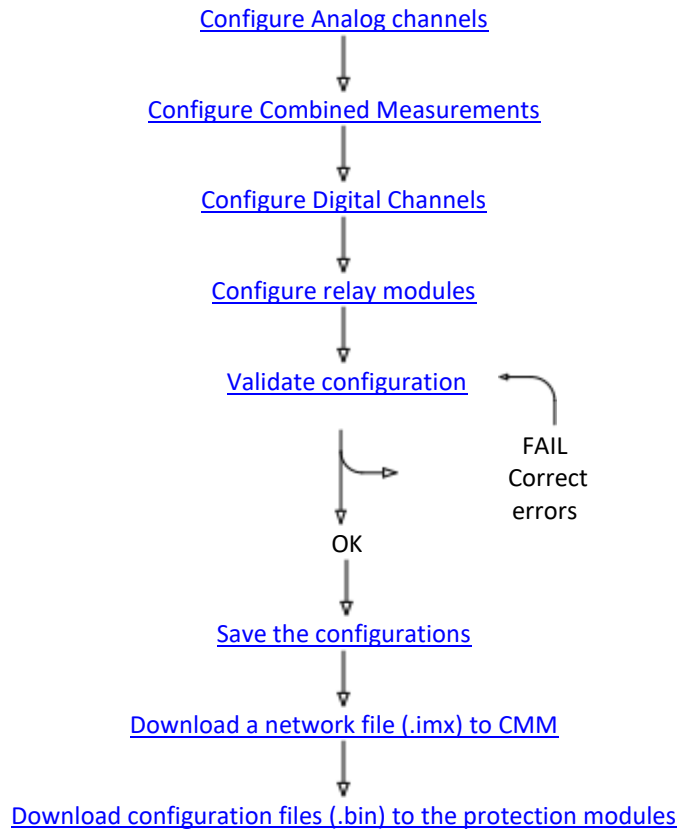 Configure Analog channels
Configure Combined Measurements
Configure Digital Channels
Configure relay modules
Validate configuration
FAIL
Correct
errors
OK
Save the configurations
Download a network file (.imx) to CMM
Download configuration files (.bin) to the protection modules